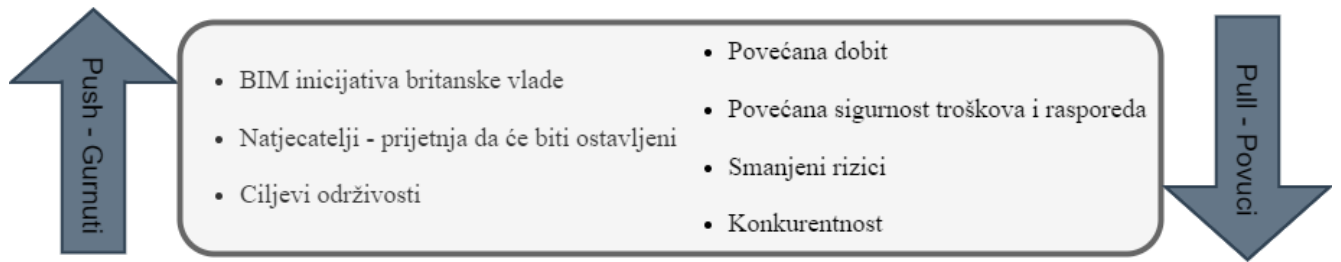 Push - Gurnuti
• BIM inicijativa britanske vlade
• Natjecatelji - prijetnja da će biti ostavljeni
• Ciljevi održivosti
• Povećana dobit
• Povećana sigurnost troškova i rasporeda
• Smanjeni rizici
• Konkurentnost
Pull - Povuci